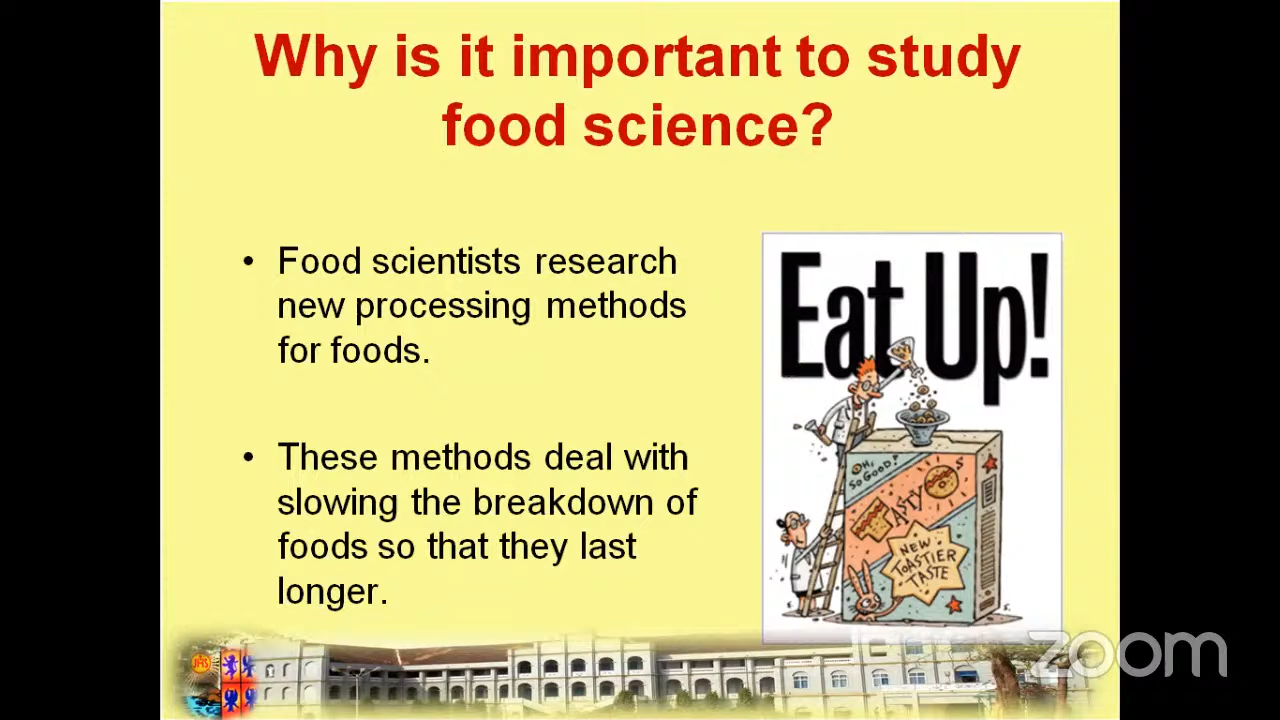 Why is it important to study
food science?
• Food scientists research
new processing methods
for foods.
• These methods deal with
slowing the breakdown of
foods so that they last
longer.
Eat Up!
OH,
SO GOOD!
TASTY O'S
NEW
TOASTIER
TASTE
JHS
zoom